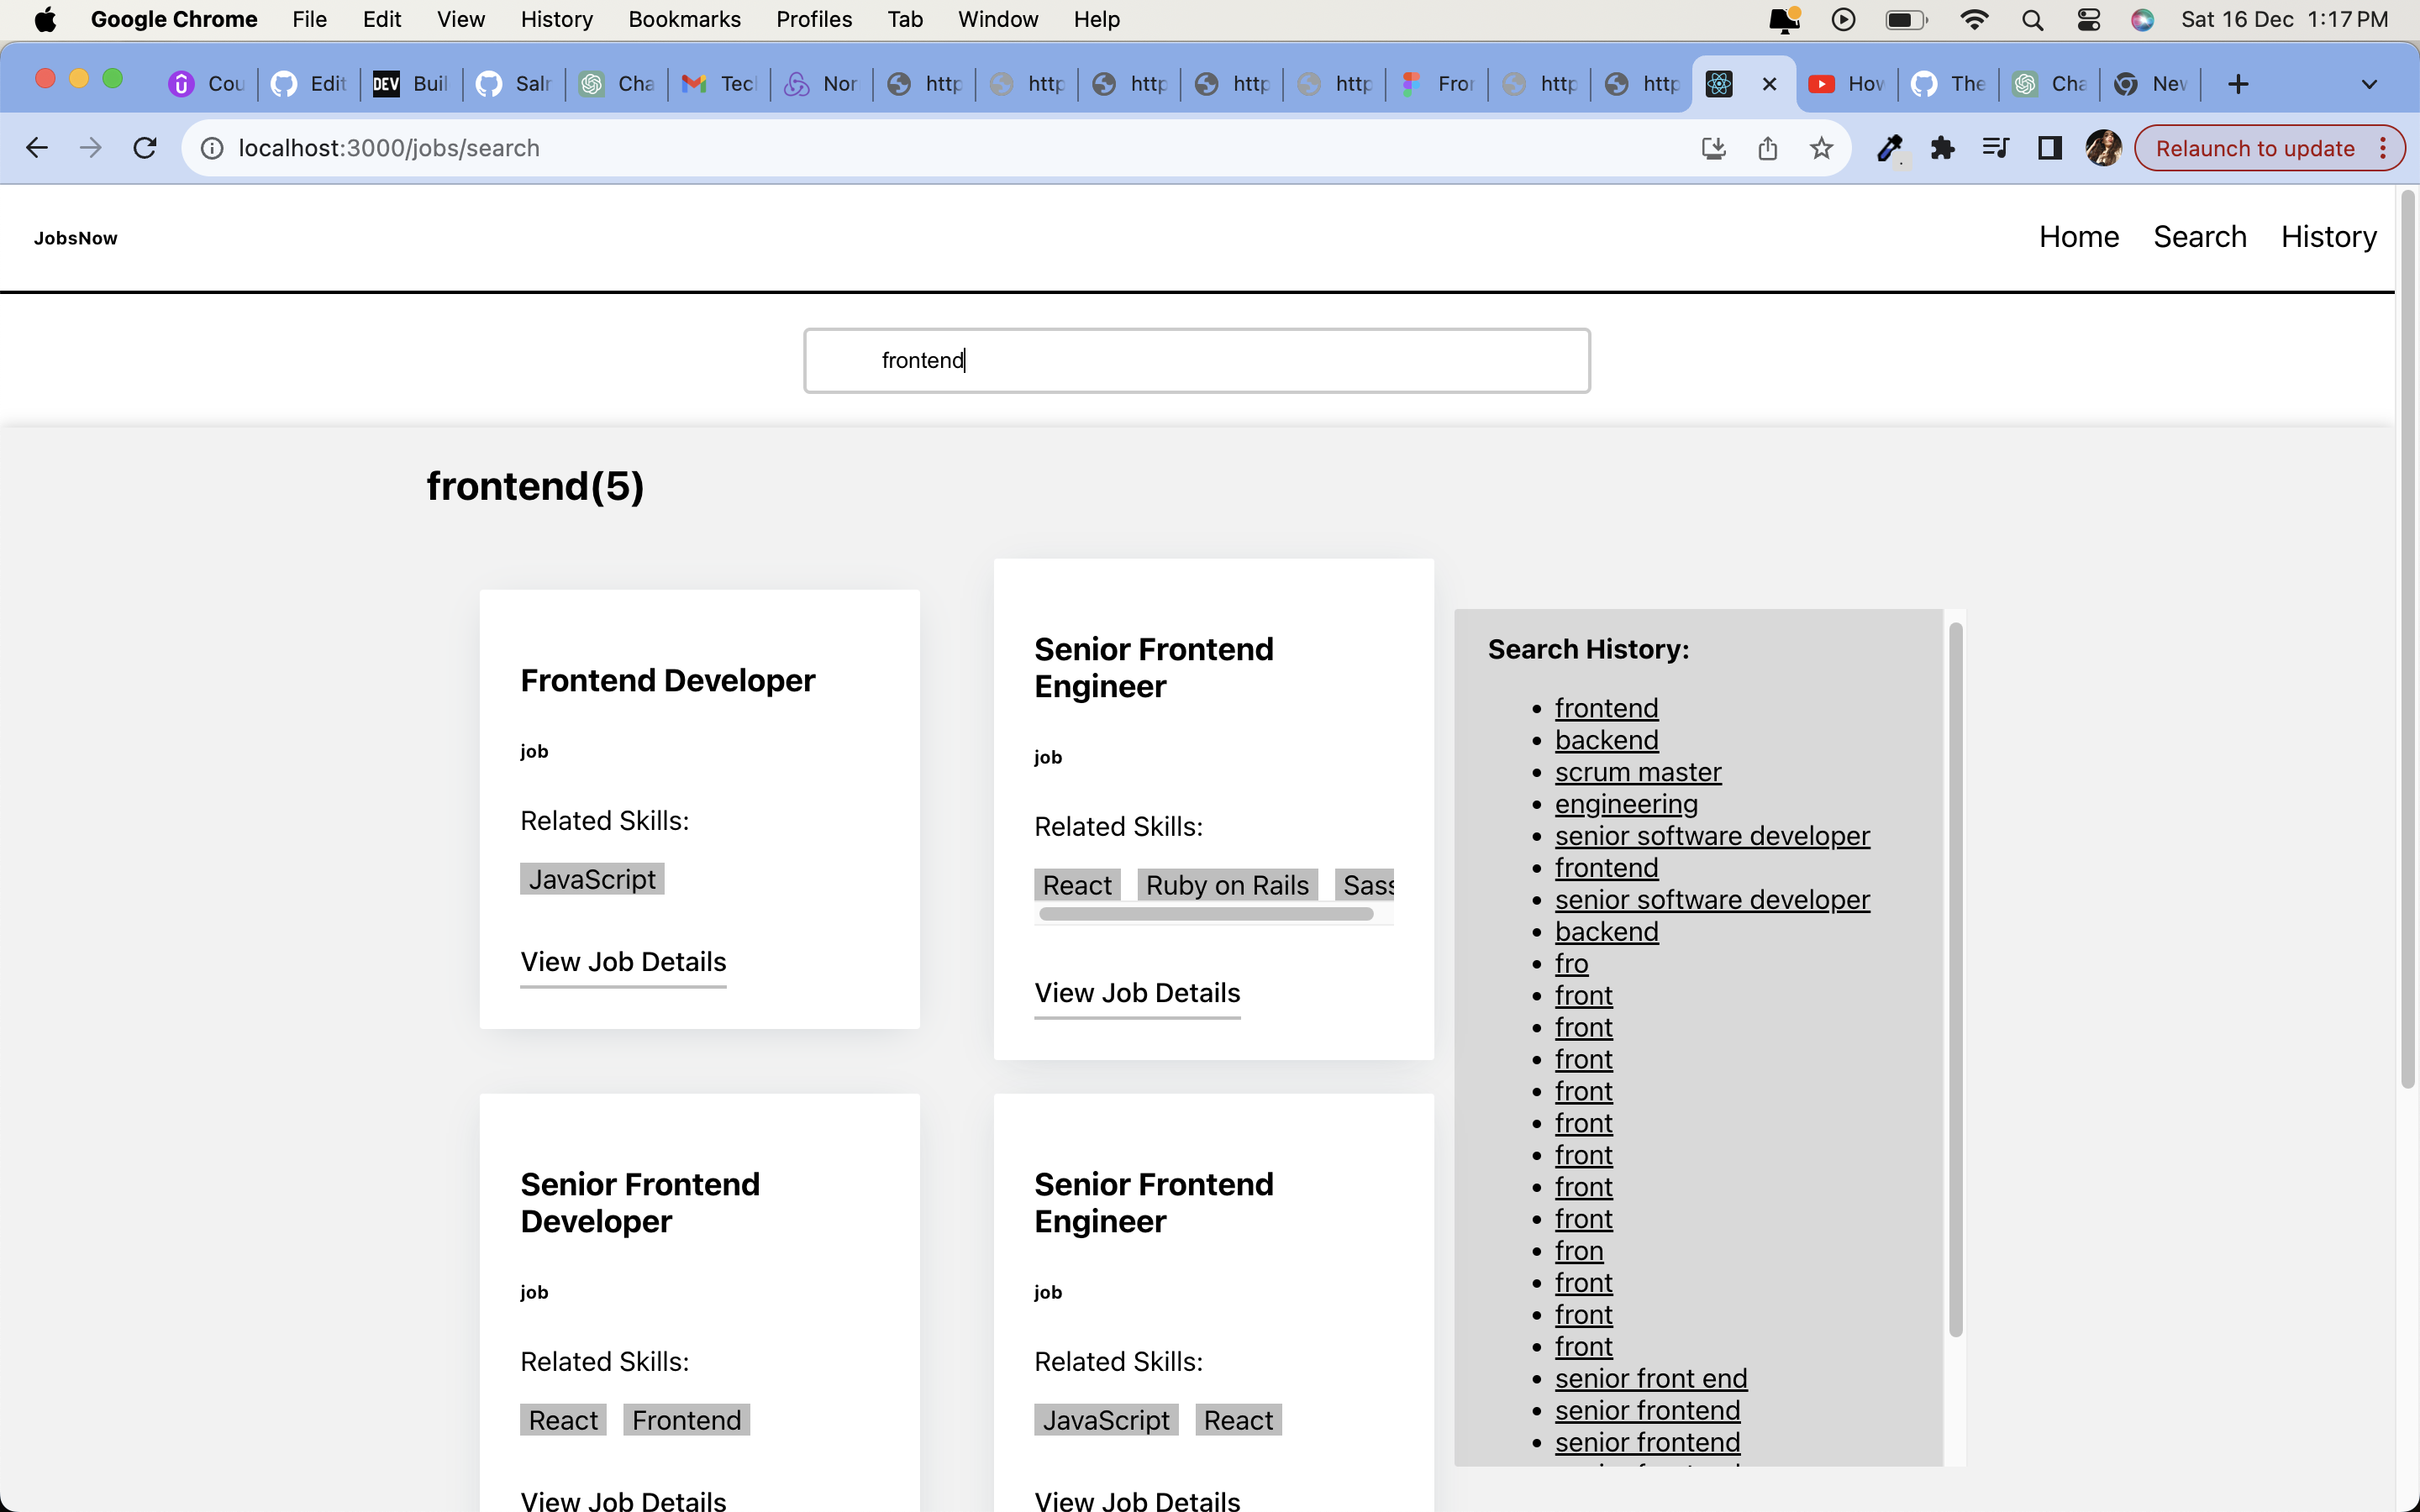 Google Chrome File Edit View History Bookmarks Profiles Tab Window Help Sat 16 Dec 1:17 PM
Cou Edit DEV Buil Salr Cha Tecl Nor http http http http http Fror http http How The Cha Nev
localhost:3000/jobs/search Relaunch to update
JobsNow Home Search History
frontend
frontend(5)
Frontend Developer
job
Related Skills:
JavaScript
View Job Details
Senior Frontend
Engineer
job
Related Skills:
React Ruby on Rails Sass
View Job Details
Senior Frontend
Developer
job
Related Skills:
React Frontend
View Job Details
Senior Frontend
Engineer
job
Related Skills:
JavaScript React
View Job Details
Search History:
frontend
backend
scrum master
engineering
senior software developer
frontend
senior software developer
backend
fro
front
front
front
front
front
front
front
front
fron
front
front
front
senior front end
senior frontend
senior frontend